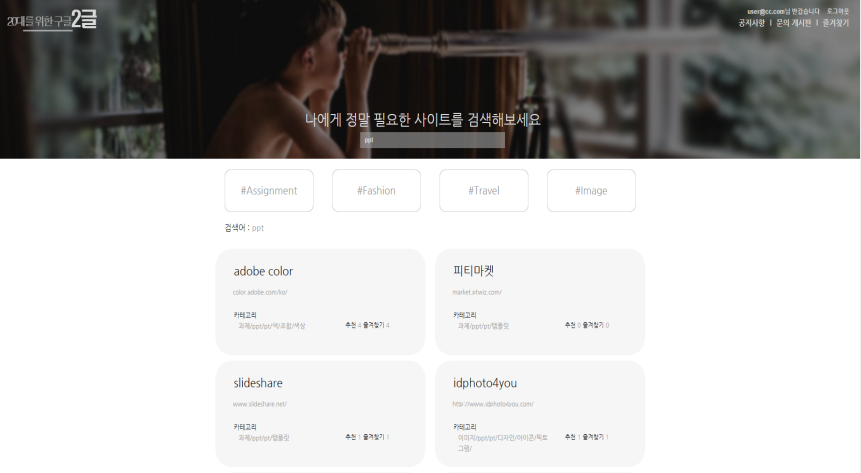 20대를 위한 구글 2글
user@cc.com님 반갑습니다 로그아웃
공지사항 | 문의 게시판 | 즐겨찾기
나에게 정말 필요한 사이트를 검색해보세요
ppt
#Assignment #Fashion #Travel #Image
검색어 : ppt
adobe color
color.adobe.com/ko/
카테고리
과제/ppt/pt/색/조합/색상
추천 4 즐겨찾기 4
피티마켓
market.ptwiz.com/
카테고리
과제/ppt/pt/템플릿
추천 0 즐겨찾기 0
slideshare
www.slideshare.net/
카테고리
과제/ppt/pt/템플릿
추천 1 즐겨찾기 1
idphoto4you
http://www.idphoto4you.com/
카테고리
이미지/ppt/pt/디자인/아이콘/픽토
그램/
추천 1 즐겨찾기 1